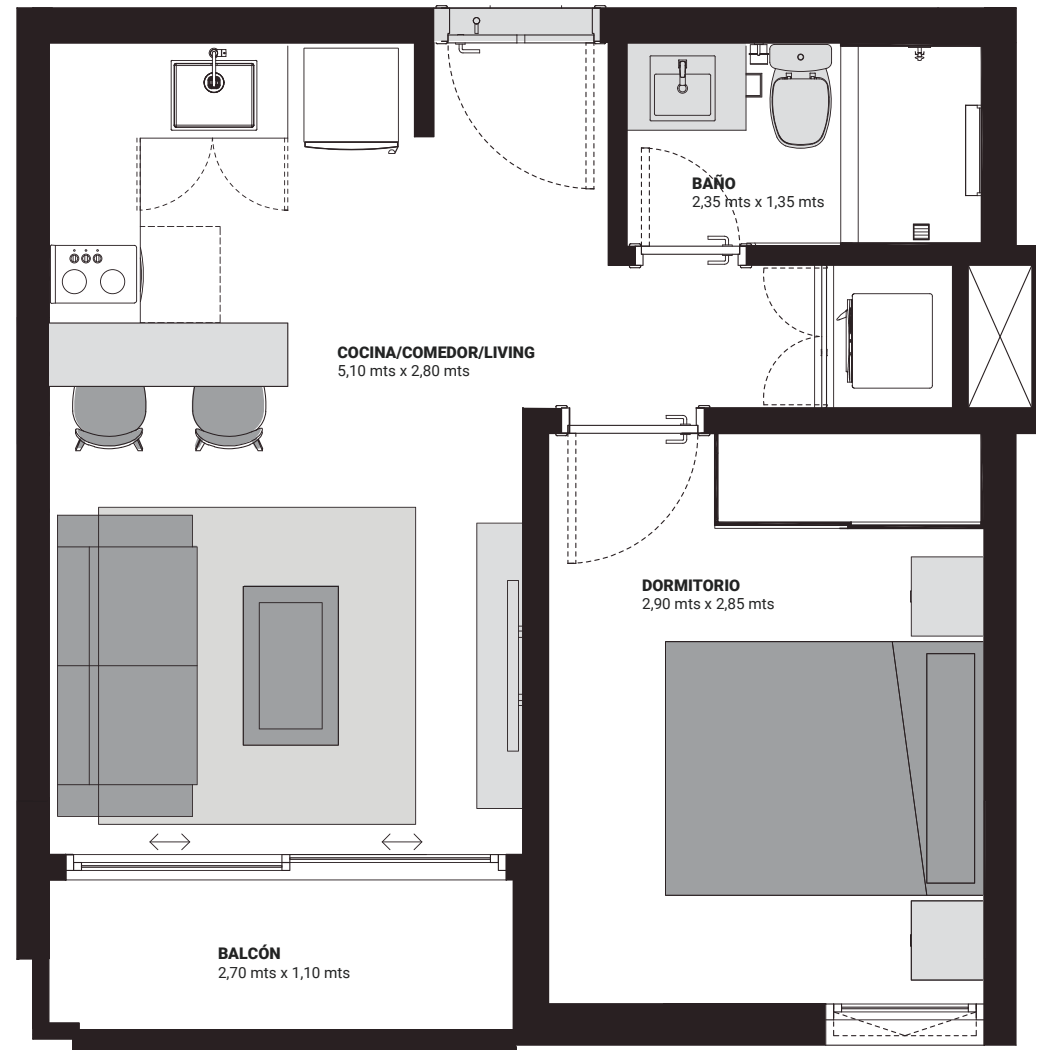 BAÑO
2,35 mts x 1,35 mts
COCINA/COMEDOR/LIVING
5,10 mts x 2,80 mts
DORMITORIO
2,90 mts x 2,85 mts
BALCÓN
2,70 mts x 1,10 mts